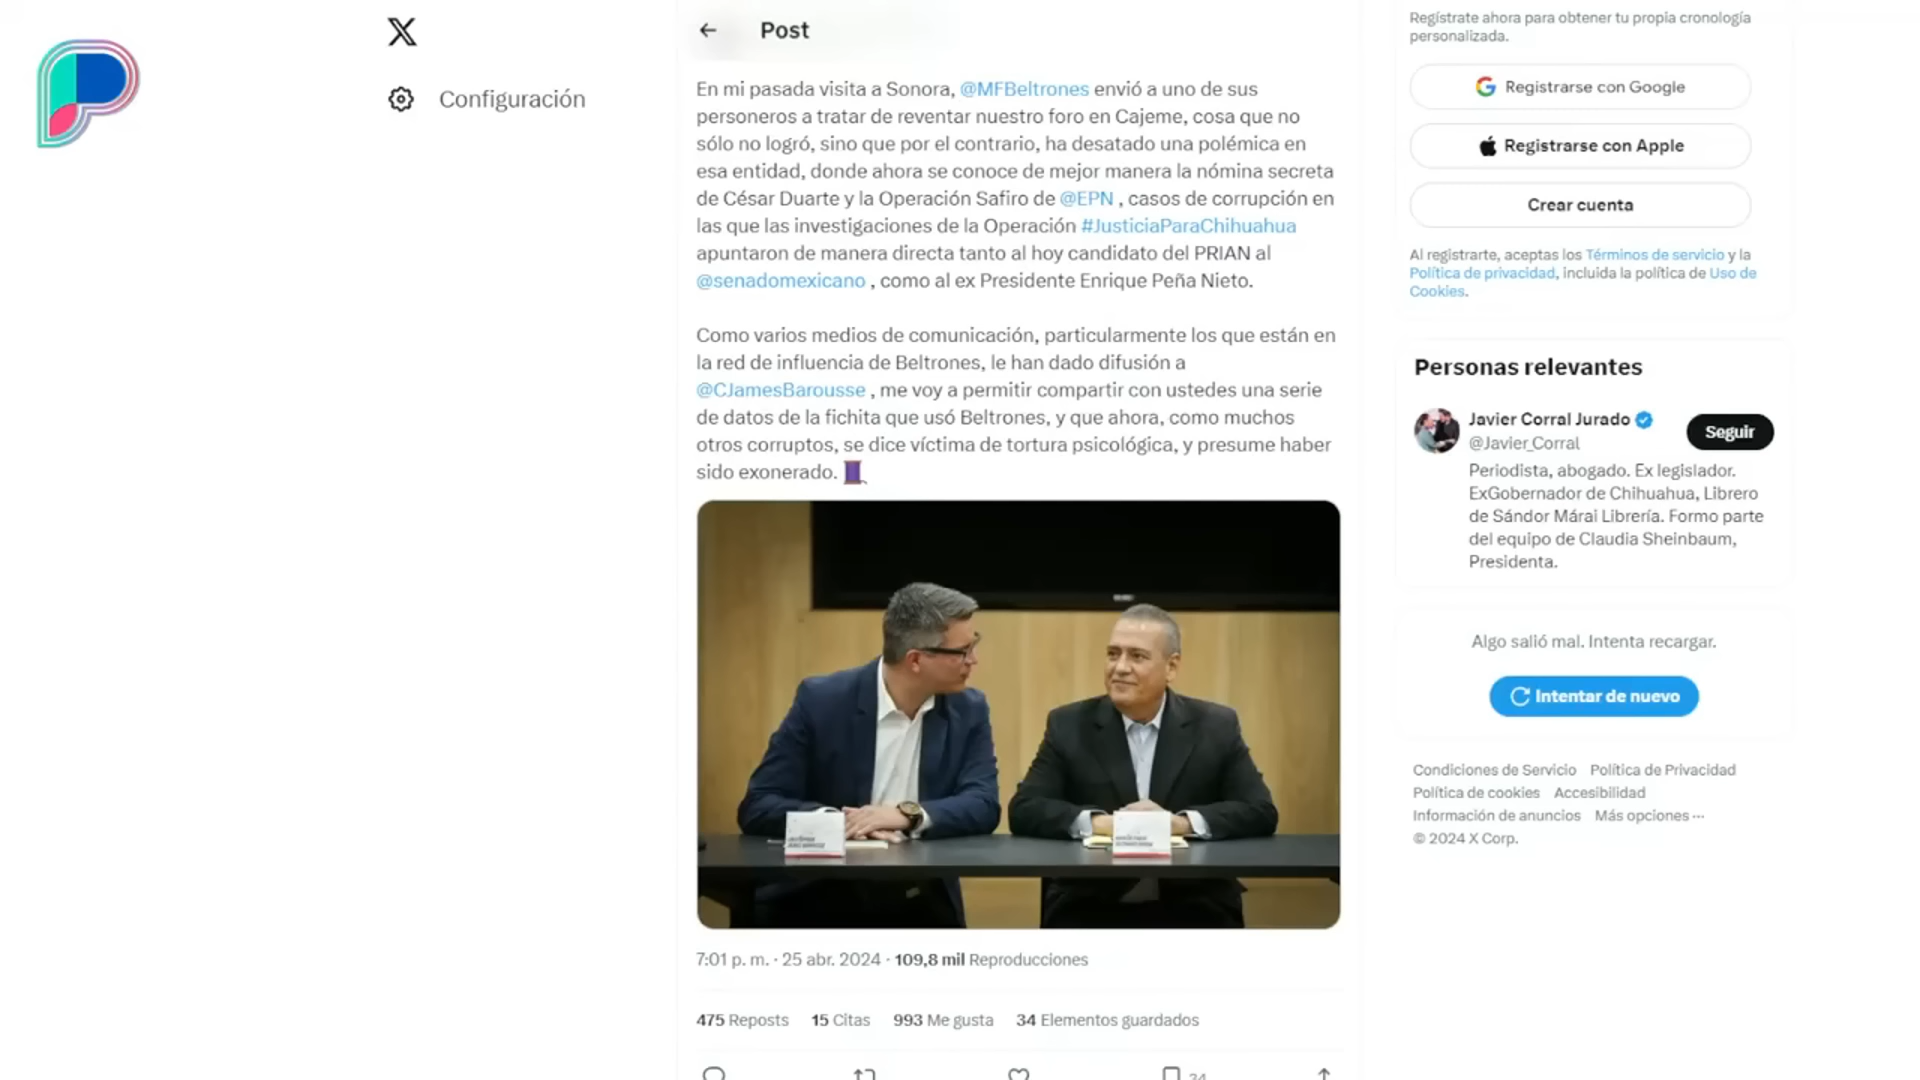 Post
Configuración
En mi pasada visita a Sonora, @MFBeltrones envió a uno de sus
personeros a tratar de reventar nuestro foro en Cajeme, cosa que no
sólo no logró, sino que por el contrario, ha desatado una polémica en
esa entidad, donde ahora se conoce de mejor manera la nómina secreta
de César Duarte y la Operación Safiro de @EPN , casos de corrupción en
las que las investigaciones de la Operación #JusticiaParaChihuahua
apuntaron de manera directa tanto al hoy candidato del PRIAN al
@senadomexicano , como al ex Presidente Enrique Peña Nieto.
Como varios medios de comunicación, particularmente los que están en
la red de influencia de Beltrones, le han dado difusión a
@CJamesBarousse , me voy a permitir compartir con ustedes una serie
de datos de la fichita que usó Beltrones, y que ahora, como muchos
otros corruptos, se dice víctima de tortura psicológica, y presume haber
sido exonerado.
7:01 p. m. · 25 abr. 2024 · 109,8 mil Reproducciones
475 Reposts 15 Citas 993 Me gusta 34 Elementos guardados
34
Regístrate ahora para obtener tu propia cronología
personalizada.
Registrarse con Google
Registrarse con Apple
Crear cuenta
Al registrarte, aceptas los Términos de servicio y la
Política de privacidad, incluida la política de Uso de
Cookies.
Personas relevantes
Javier Corral Jurado
@Javier_Corral
Seguir
Periodista, abogado. Ex legislador.
ExGobernador de Chihuahua, Librero
de Sándor Márai Librería. Formo parte
del equipo de Claudia Sheinbaum,
Presidenta.
Algo salió mal. Intenta recargar.
Intentar de nuevo
Condiciones de Servicio Política de Privacidad
Política de cookies Accesibilidad
Información de anuncios Más opciones ···
© 2024 X Corp.